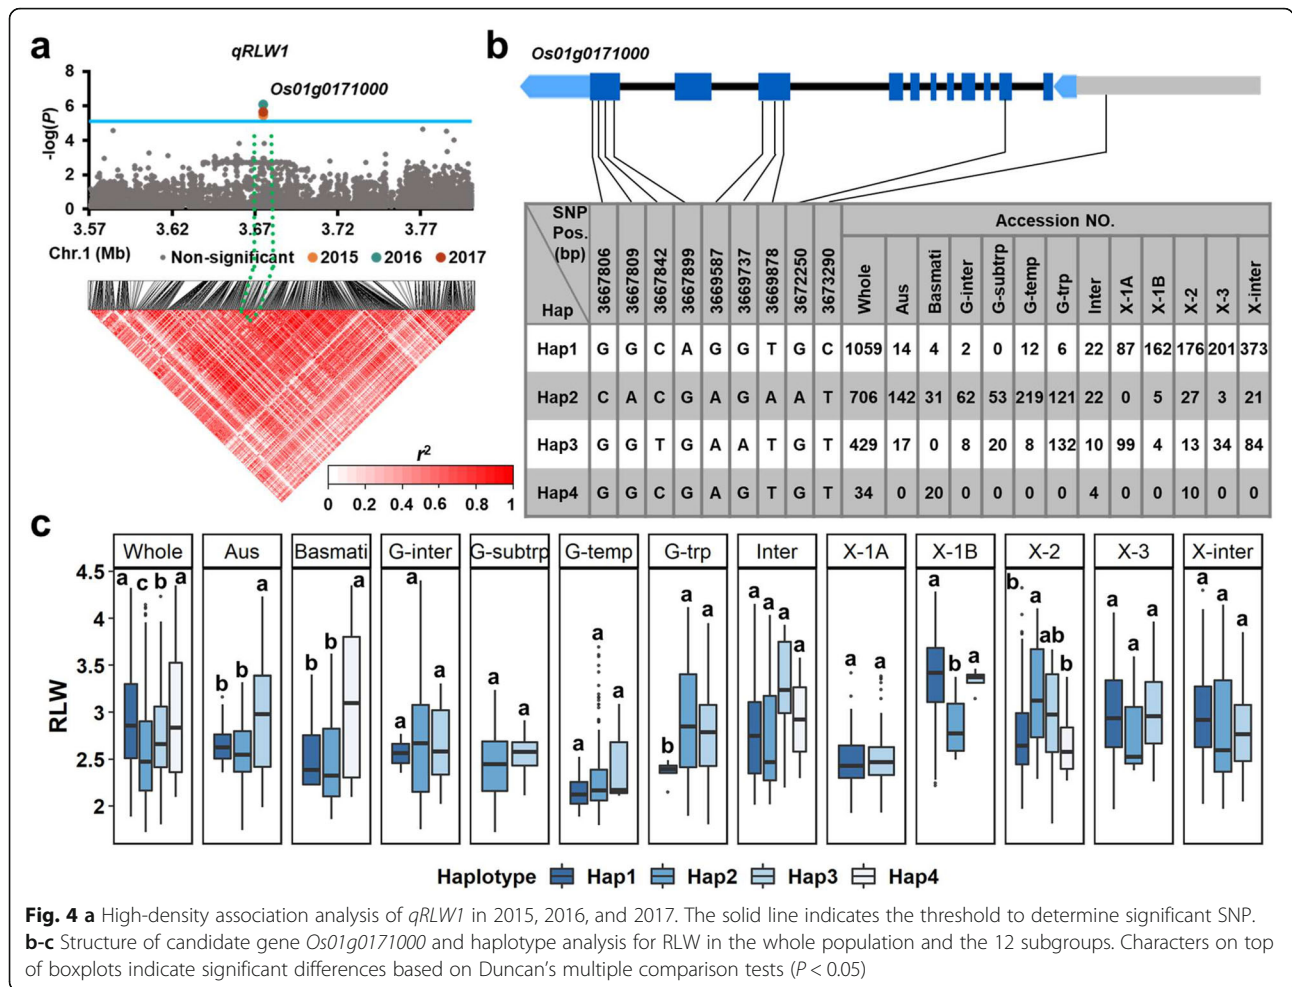 a
qRLW1
Os01g0171000
8
6
4
2
0
-log(P)
3.57 3.62 3.67 3.72 3.77
Chr.1 (Mb)
Non-significant 2015 2016 2017
r2
0 0.2 0.4 0.6 0.8 1
b
Os01g0171000
SNP Pos. (bp)
Hap
3667806 3667809 3667842 3667899 3669587 3669737 3669878 3672250 3673290
Accession NO.
Whole Aus Basmati G-inter G-subtrp G-temp G-trp Inter X-1A X-1B X-2 X-3 X-inter
Hap1 G G C A G G T G C 1059 14 4 2 0 12 6 22 87 162 176 201 373
Hap2 C A C G A G A A T 706 142 31 62 53 219 121 22 0 5 27 3 21
Hap3 G G T G A A T G T 429 17 0 8 20 8 132 10 99 4 13 34 84
Hap4 G G C G A G T G T 34 0 20 0 0 0 0 4 0 0 10 0 0
c
Whole Aus Basmati G-inter G-subtrp G-temp G-trp Inter X-1A X-1B X-2 X-3 X-inter
RLW
4.5
4
3.5
3
2.5
2
a c b a
b b a
b b a
a a a
a a
a a a
b a a
a a a a
a a
a b a
b a ab b
a a a
a a a
Haplotype Hap1 Hap2 Hap3 Hap4
Fig. 4 a High-density association analysis of qRLW1 in 2015, 2016, and 2017. The solid line indicates the threshold to determine significant SNP.
b-c Structure of candidate gene Os01g0171000 and haplotype analysis for RLW in the whole population and the 12 subgroups. Characters on top
of boxplots indicate significant differences based on Duncan's multiple comparison tests (P < 0.05)